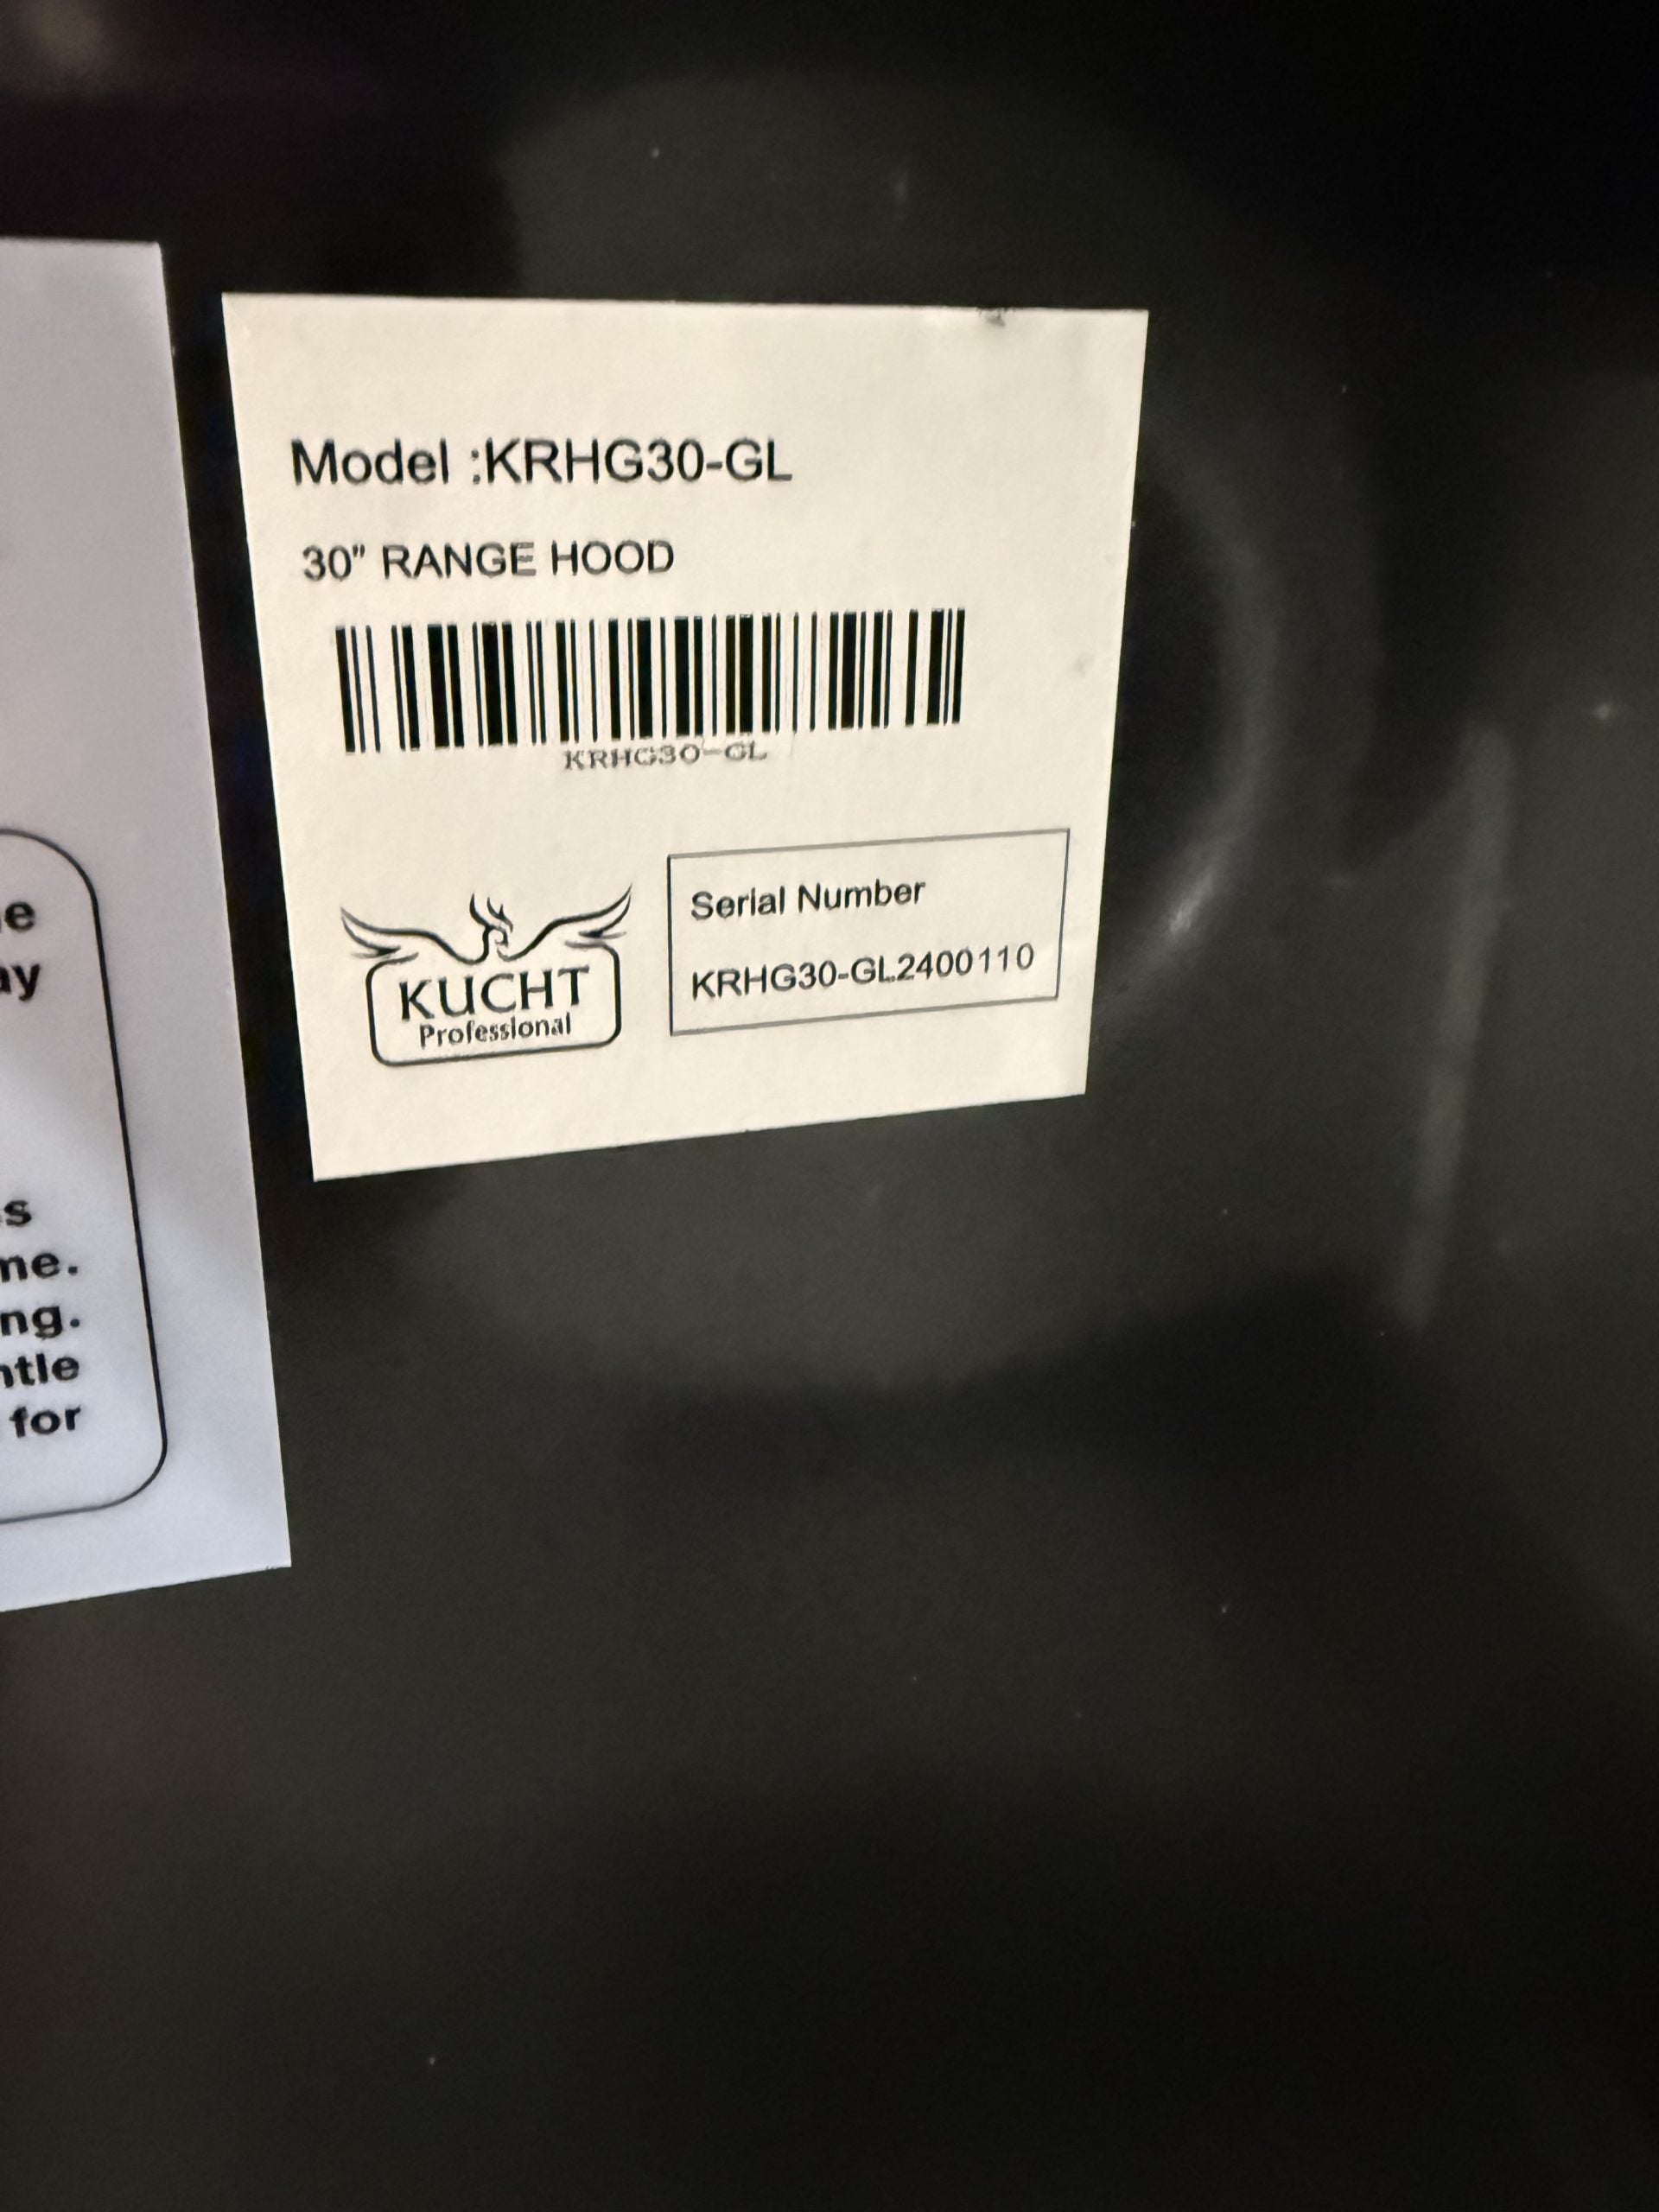 Model :KRHG30-GL
30" RANGE HOOD
KRHG30-GL
KUCHT
Professional
Serial Number
KRHG30-GL2400110
e
ay
s
me.
ng.
ntle
for